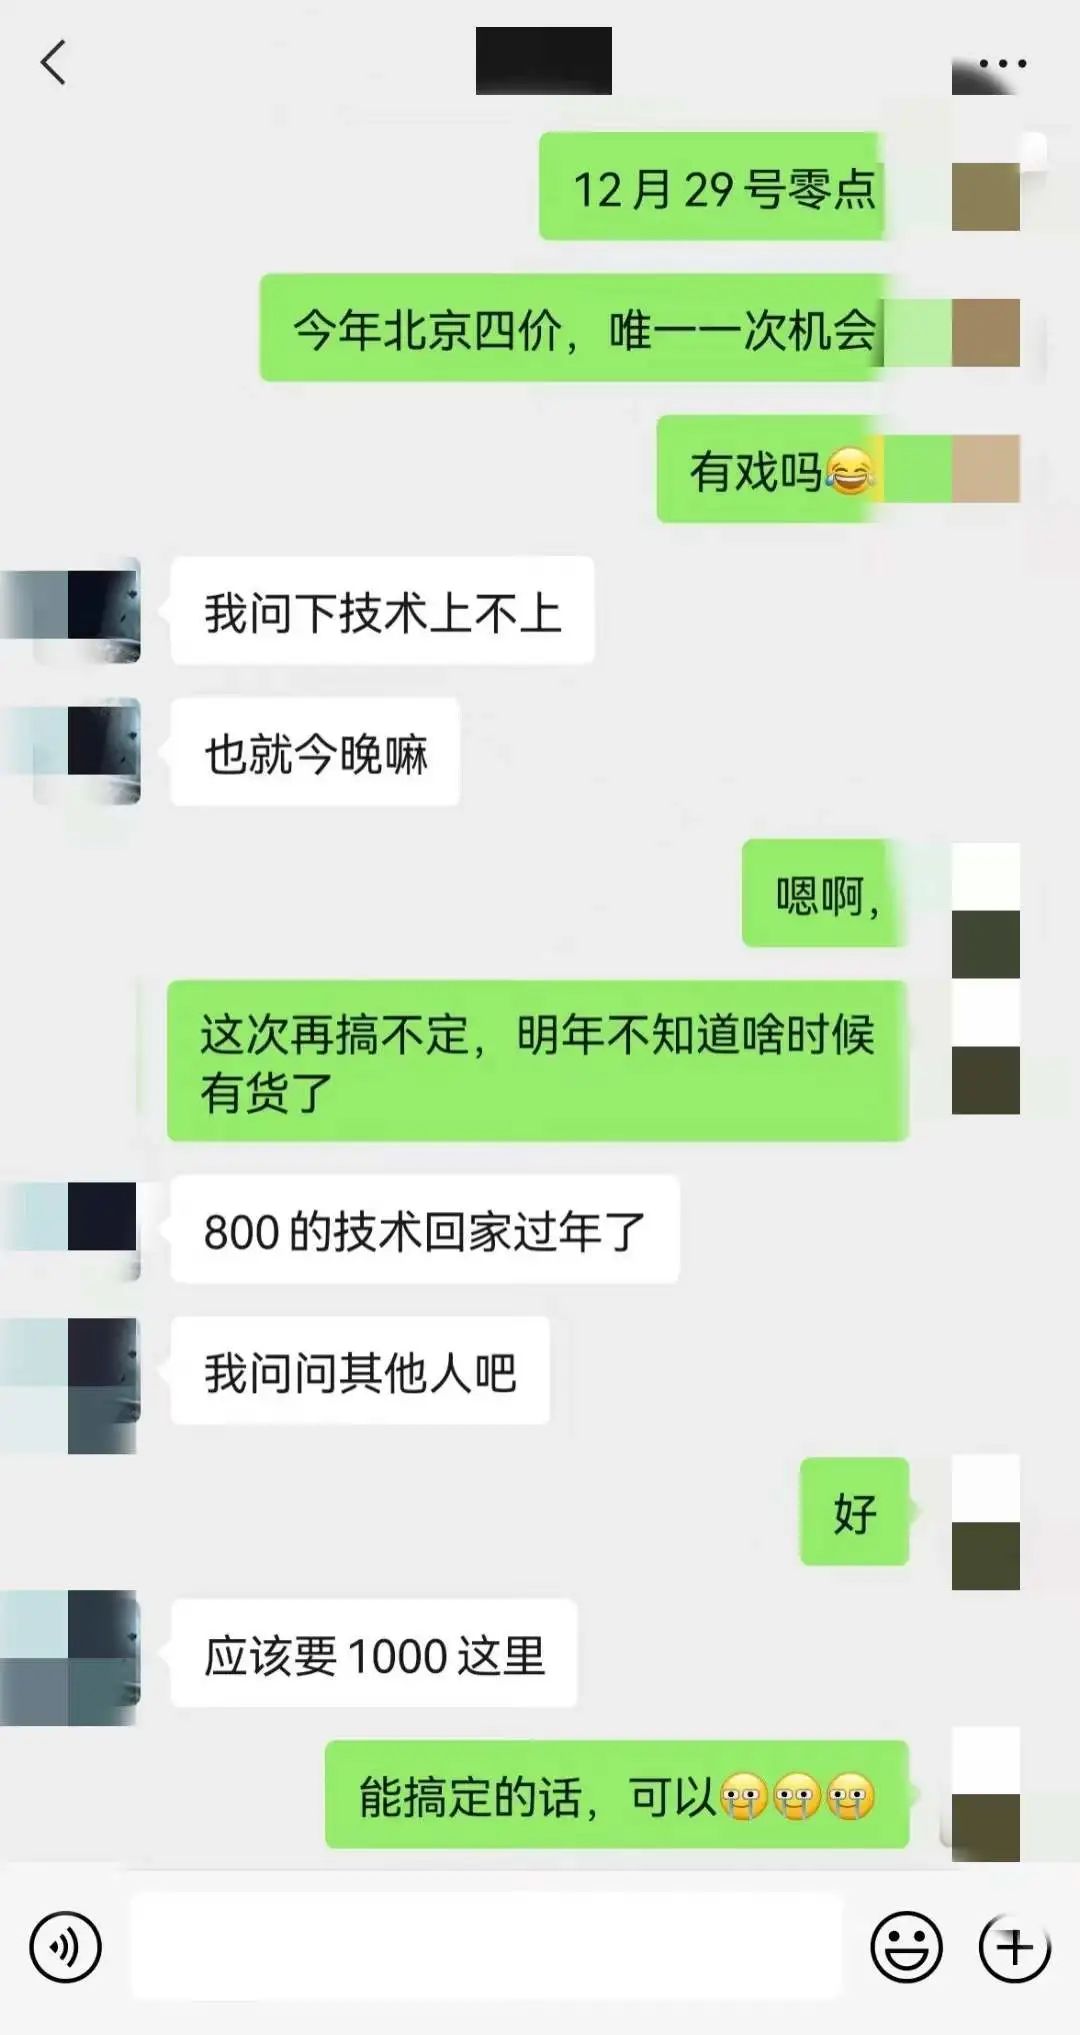 12月29号零点
今年北京四价，唯一一次机会
有戏吗😂
我问下技术上不上
也就今晚嘛
嗯啊，
这次再搞不定，明年不知道啥时候
有货了
800的技术回家过年了
我问问其他人吧
好
应该要1000这里
能搞定的话，可以😭😭😭